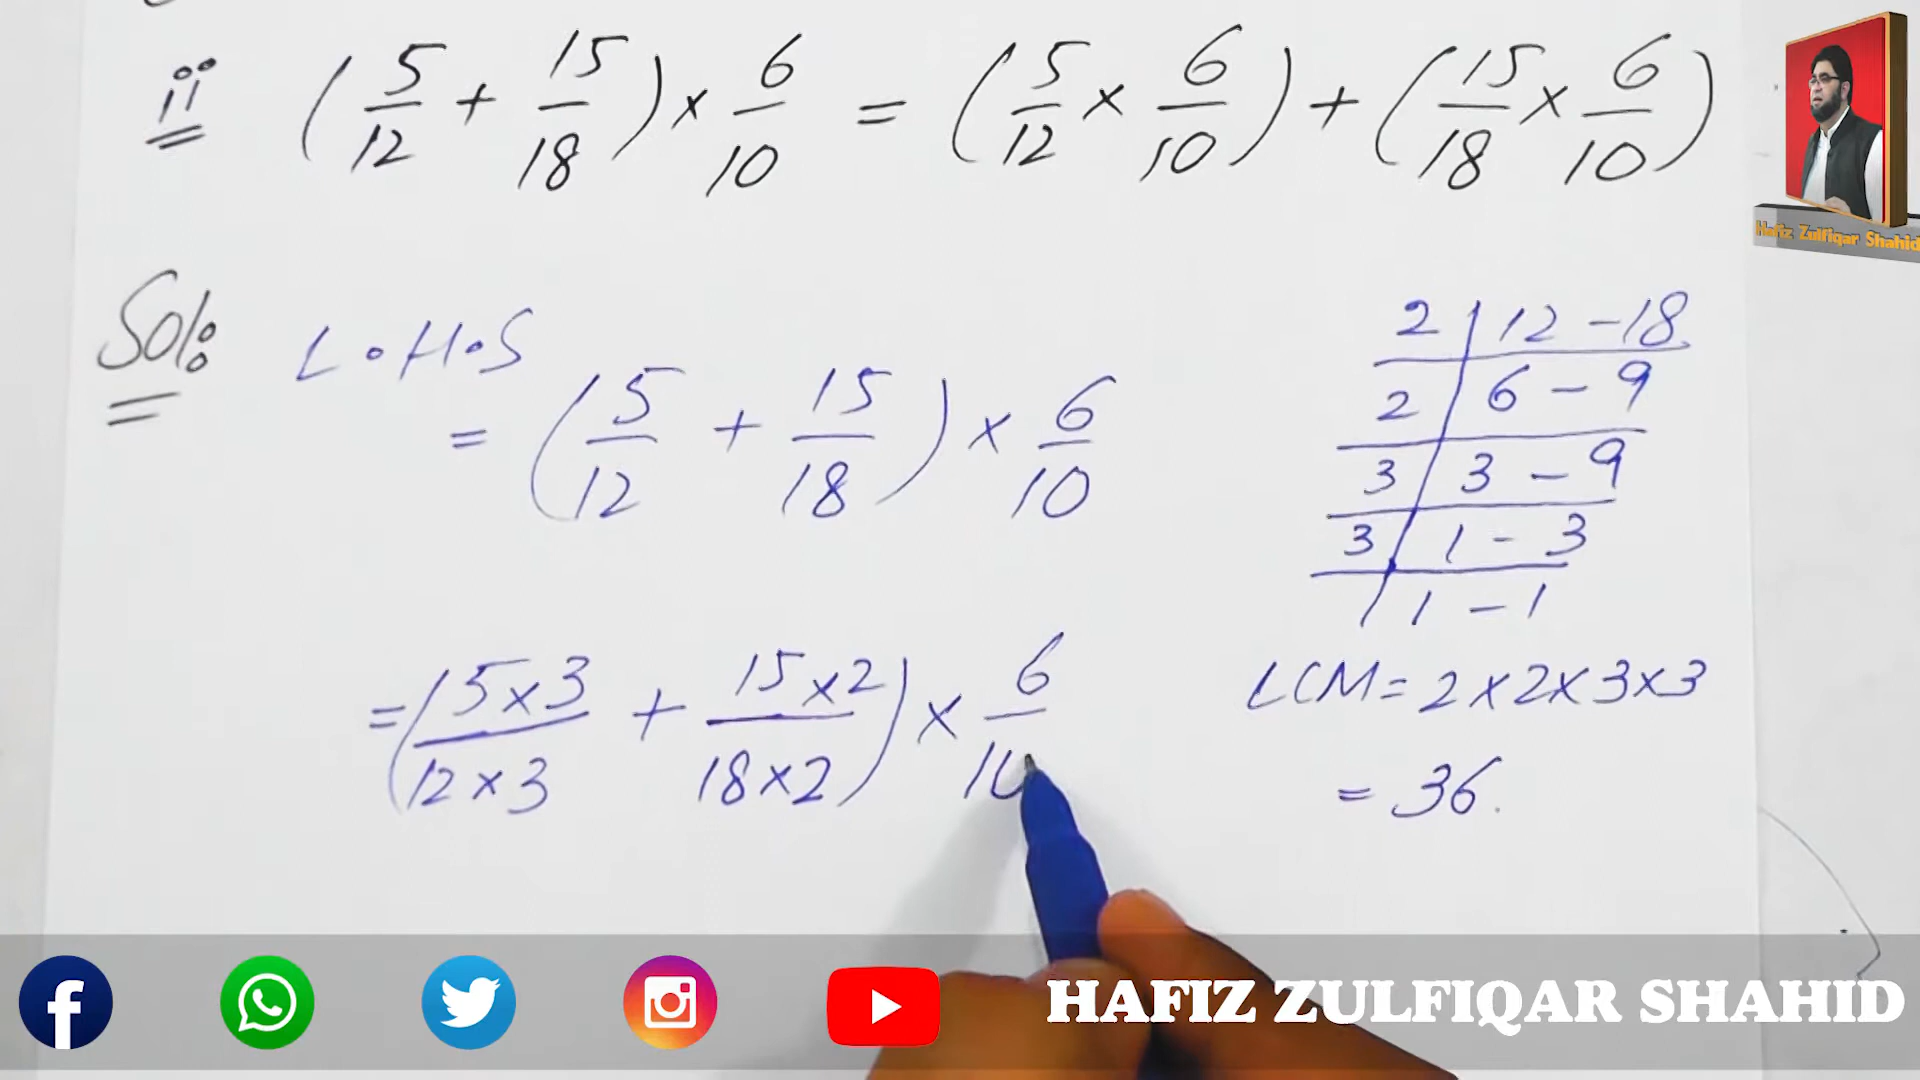 ii (5/12 + 15/18) × 6/10 = (5/12 × 6/10) + (15/18 × 6/10)
Hafiz Zulfiqar Shahid
Sol:
L.H.S
= (5/12 + 15/18) × 6/10
= (5×3/12×3 + 15×2/18×2) × 6/10
2 | 12 - 18
2 | 6 - 9
3 | 3 - 9
3 | 1 - 3
| 1 - 1
LCM = 2×2×3×3
= 36.
HAFIZ ZULFIQAR SHAHID